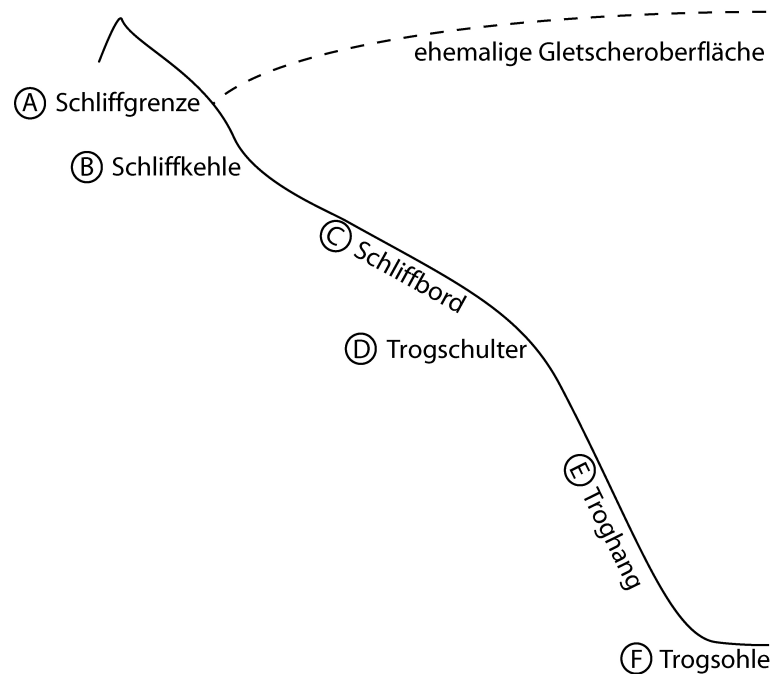 ehemalige Gletscheroberfläche
A Schliffgrenze
B Schliffkehle
C Schliffbord
D Trogschulter
E Troghang
F Trogsohle